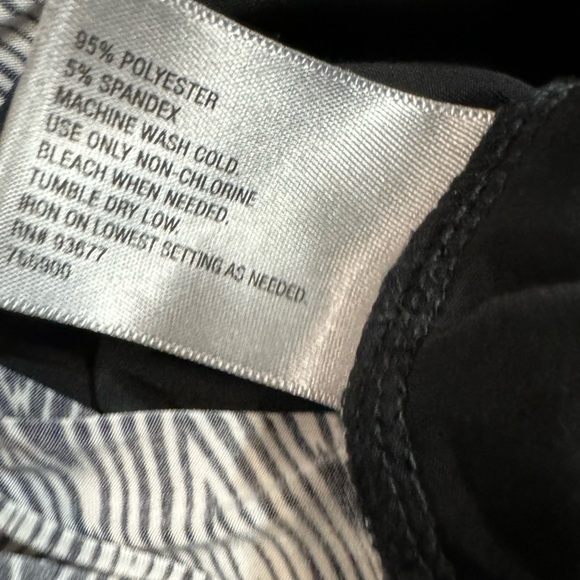 95% POLYESTER
5% SPANDEX
MACHINE WASH COLD.
USE ONLY NON-CHLORINE
BLEACH WHEN NEEDED.
TUMBLE DRY LOW.
IRON ON LOWEST SETTING AS NEEDED.
RN# 93677